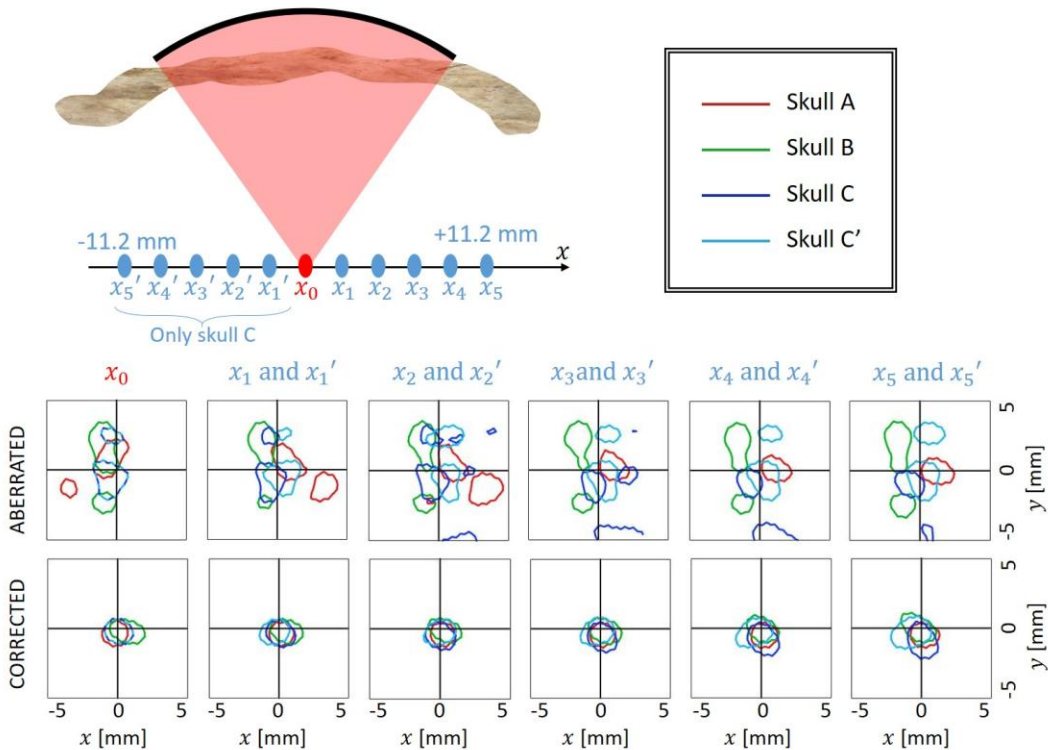 Skull A
Skull B
Skull C
Skull C’
-11.2 mm
+11.2 mm
x
x₅′ x₄′ x₃′ x₂′ x₁′ x₀ x₁ x₂ x₃ x₄ x₅
Only skull C
x₀ x₁ and x₁′ x₂ and x₂′ x₃and x₃′ x₄ and x₄′ x₅ and x₅′
ABERRATED
5
0
-5
y [mm]
CORRECTED
5
0
-5
y [mm]
-5 0 5 -5 0 5 -5 0 5 -5 0 5 -5 0 5 -5 0 5
x [mm] x [mm] x [mm] x [mm] x [mm] x [mm]